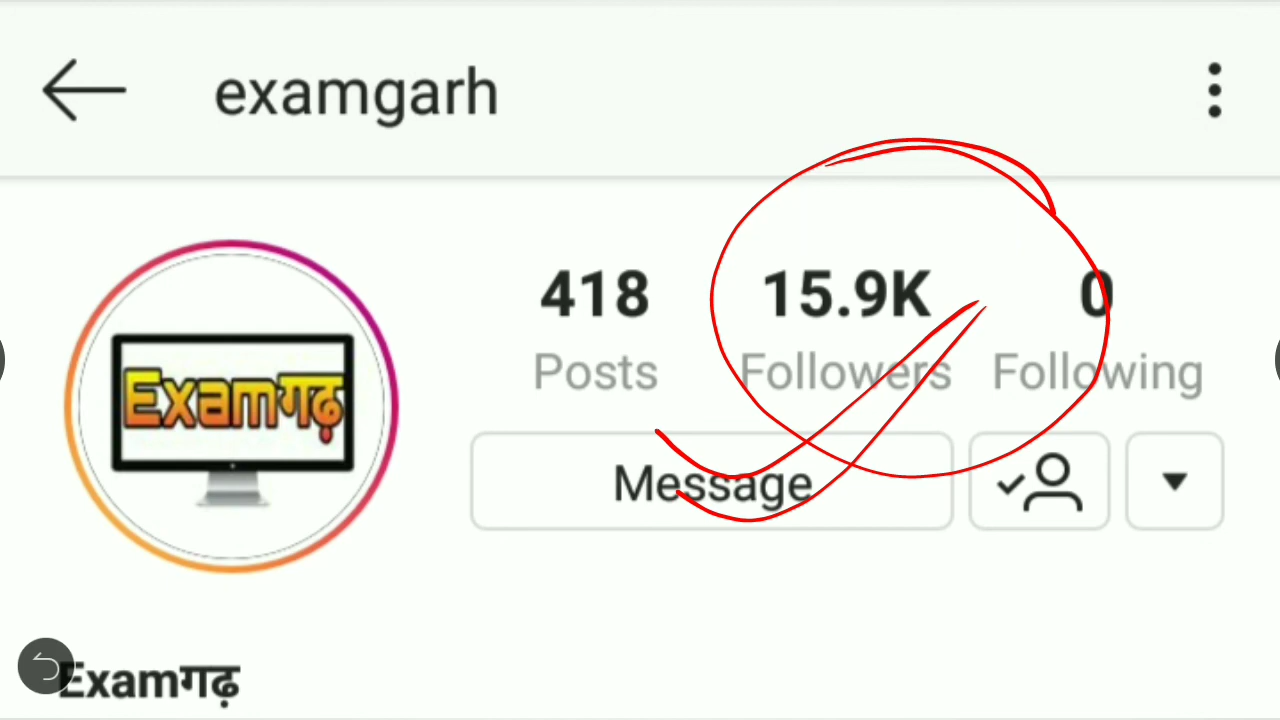 examgarh
Examगढ़
418 15.9K 0
Posts Followers Following
Message
Examगढ़